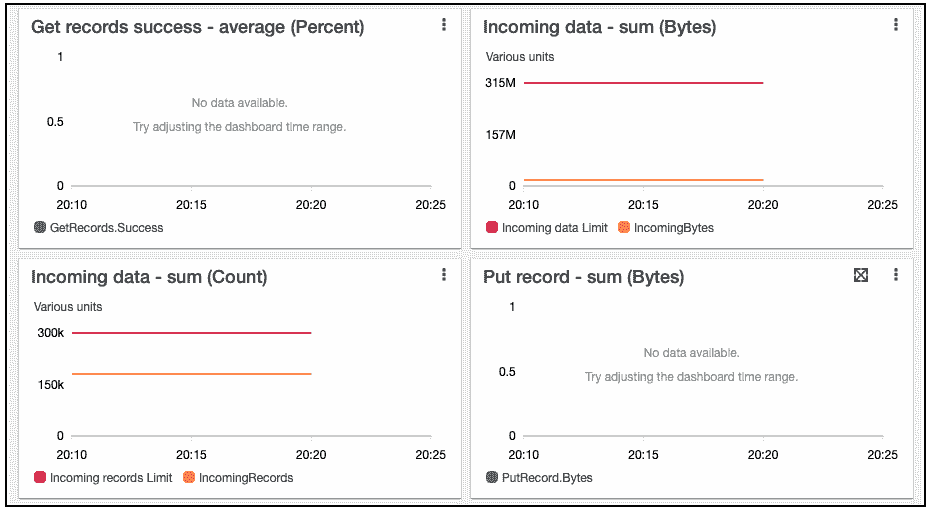 Get records success - average (Percent)
1
No data available.
0.5
Try adjusting the dashboard time range.
0
20:10 20:15 20:20 20:25
GetRecords.Success
Incoming data - sum (Bytes)
Various units
315M
157M
0
20:10 20:15 20:20 20:25
Incoming data Limit IncomingBytes
Incoming data - sum (Count)
Various units
300k
150k
0
20:10 20:15 20:20 20:25
Incoming records Limit IncomingRecords
Put record - sum (Bytes)
1
No data available.
0.5
Try adjusting the dashboard time range.
0
20:10 20:15 20:20 20:25
PutRecord.Bytes